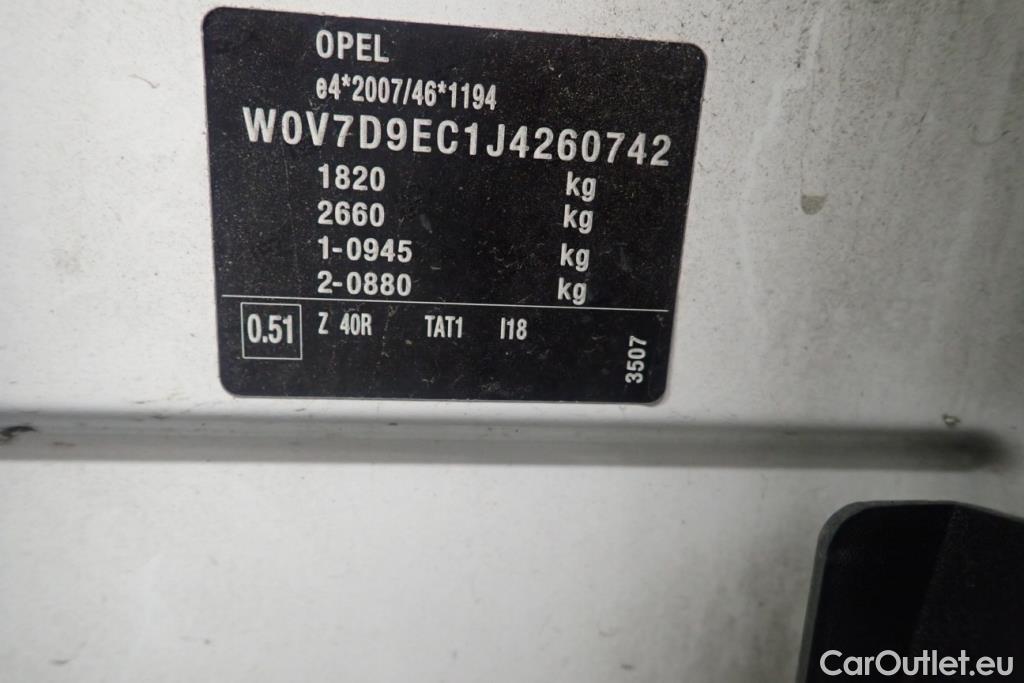 OPEL
e4*2007/46*1194
W0V7D9EC1J4260742
1820 kg
2660 kg
1-0945 kg
2-0880 kg
0.51 Z 40R TAT1 I18
3507
CarOutlet.eu